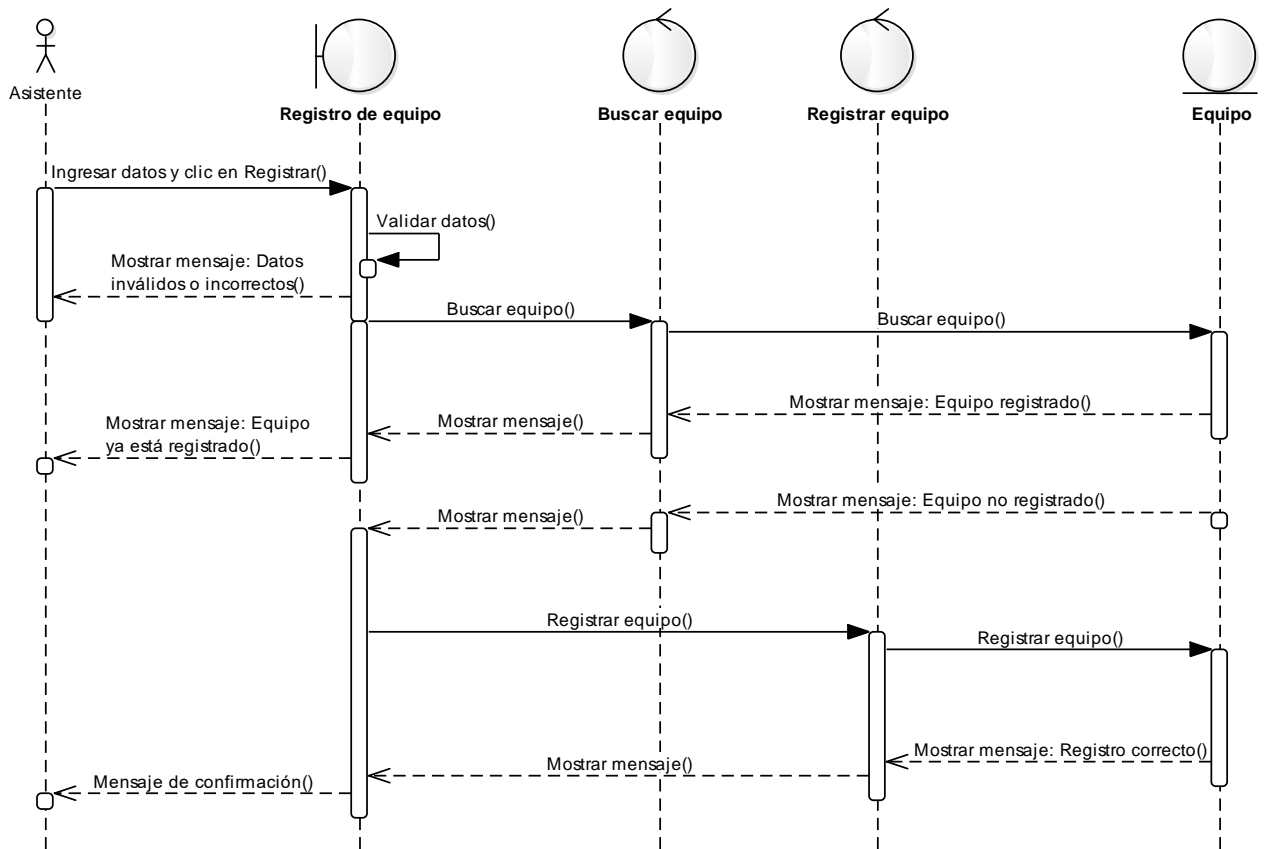 Asistente
Registro de equipo
Buscar equipo
Registrar equipo
Equipo
Ingresar datos y clic en Registrar()
Validar datos()
Mostrar mensaje: Datos
inválidos o incorrectos()
Buscar equipo()
Buscar equipo()
Mostrar mensaje: Equipo registrado()
Mostrar mensaje()
Mostrar mensaje: Equipo
ya está registrado()
Mostrar mensaje: Equipo no registrado()
Mostrar mensaje()
Registrar equipo()
Registrar equipo()
Mostrar mensaje: Registro correcto()
Mostrar mensaje()
Mensaje de confirmación()